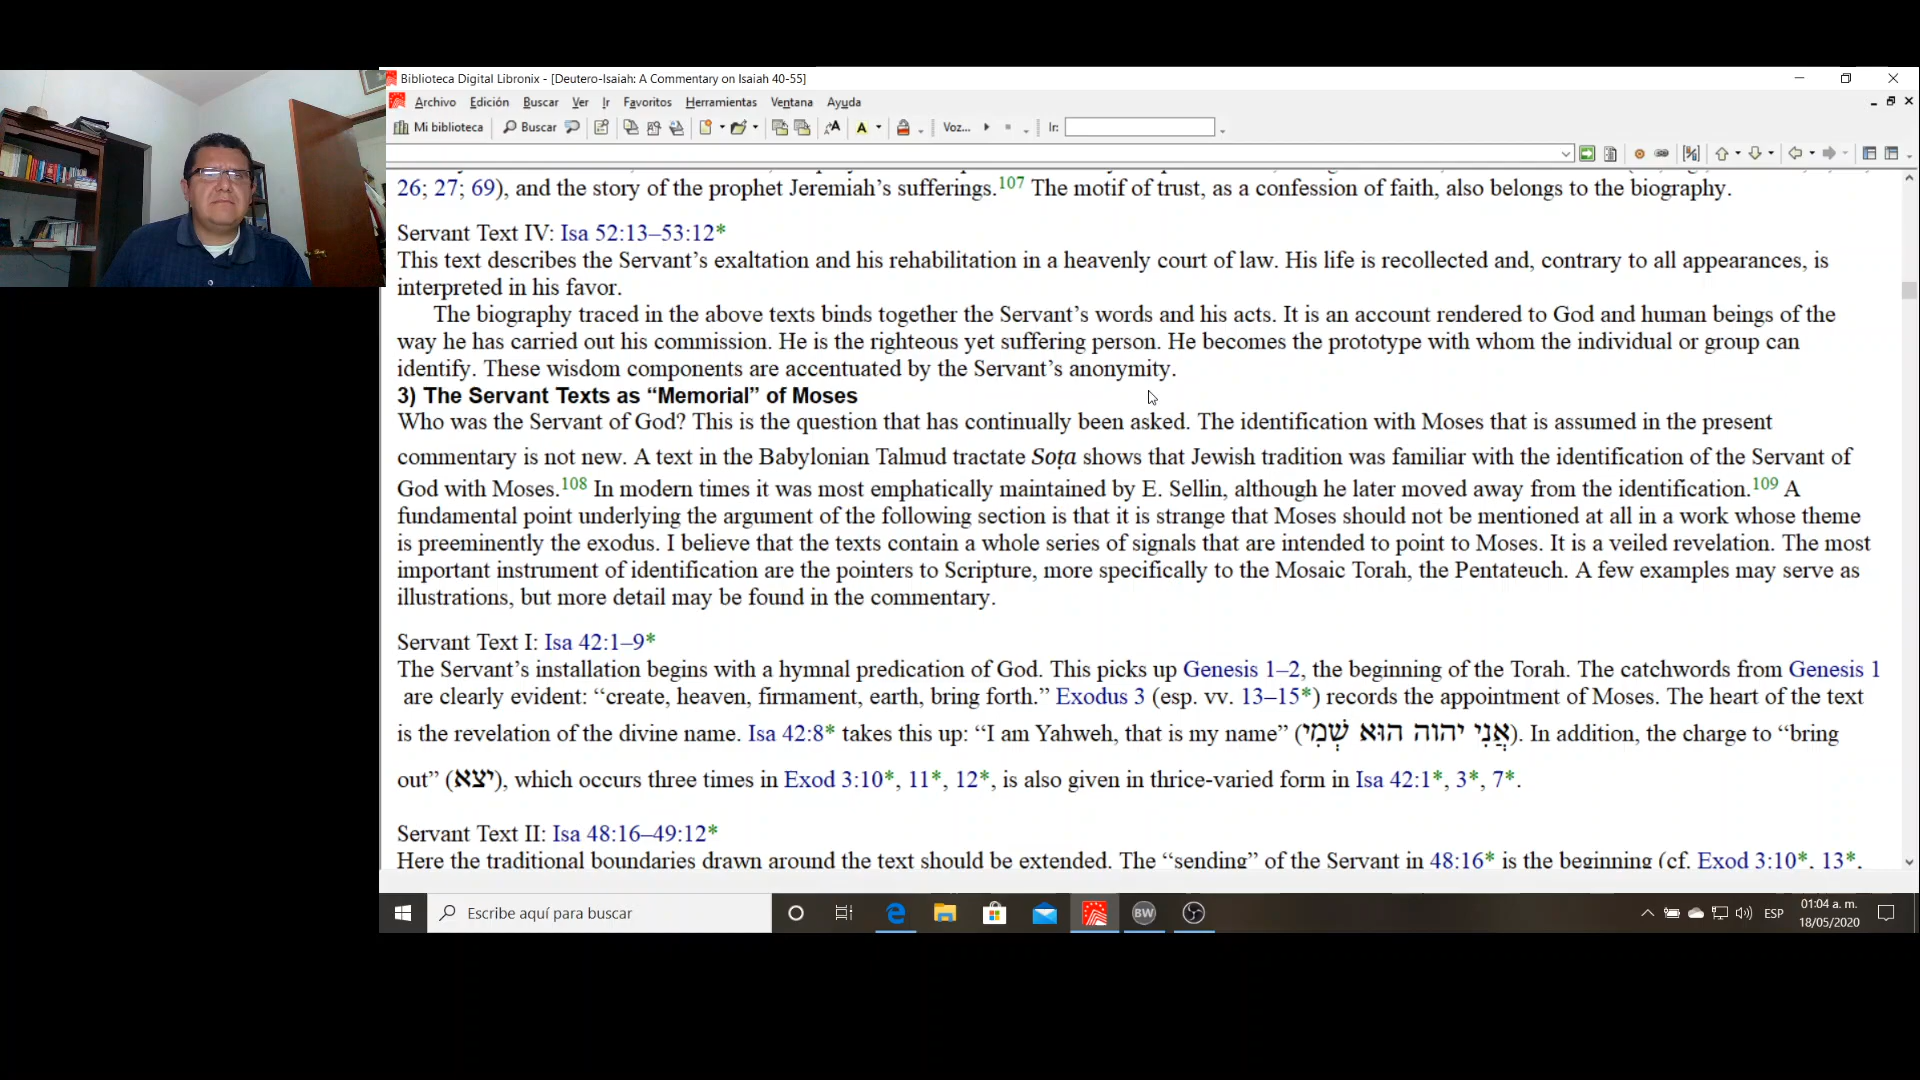 Biblioteca Digital Libronix - [Deutero-Isaiah: A Commentary on Isaiah 40-55]
Archivo Edición Buscar Ver Ir Favoritos Herramientas Ventana Ayuda
Mi biblioteca Buscar Voz... Ir:
26; 27; 69), and the story of the prophet Jeremiah’s sufferings.107 The motif of trust, as a confession of faith, also belongs to the biography.
Servant Text IV: Isa 52:13–53:12*
This text describes the Servant’s exaltation and his rehabilitation in a heavenly court of law. His life is recollected and, contrary to all appearances, is
interpreted in his favor.
The biography traced in the above texts binds together the Servant’s words and his acts. It is an account rendered to God and human beings of the
way he has carried out his commission. He is the righteous yet suffering person. He becomes the prototype with whom the individual or group can
identify. These wisdom components are accentuated by the Servant’s anonymity.
3) The Servant Texts as “Memorial” of Moses
Who was the Servant of God? This is the question that has continually been asked. The identification with Moses that is assumed in the present
commentary is not new. A text in the Babylonian Talmud tractate Soṭa shows that Jewish tradition was familiar with the identification of the Servant of
God with Moses.108 In modern times it was most emphatically maintained by E. Sellin, although he later moved away from the identification.109 A
fundamental point underlying the argument of the following section is that it is strange that Moses should not be mentioned at all in a work whose theme
is preeminently the exodus. I believe that the texts contain a whole series of signals that are intended to point to Moses. It is a veiled revelation. The most
important instrument of identification are the pointers to Scripture, more specifically to the Mosaic Torah, the Pentateuch. A few examples may serve as
illustrations, but more detail may be found in the commentary.
Servant Text I: Isa 42:1–9*
The Servant’s installation begins with a hymnal predication of God. This picks up Genesis 1–2, the beginning of the Torah. The catchwords from Genesis 1
are clearly evident: “create, heaven, firmament, earth, bring forth.” Exodus 3 (esp. vv. 13–15*) records the appointment of Moses. The heart of the text
is the revelation of the divine name. Isa 42:8* takes this up: “I am Yahweh, that is my name” (אֲנִי יהוה הוּא שְׁמִי). In addition, the charge to “bring
out” (יצא), which occurs three times in Exod 3:10*, 11*, 12*, is also given in thrice-varied form in Isa 42:1*, 3*, 7*.
Servant Text II: Isa 48:16–49:12*
Here the traditional boundaries drawn around the text should be extended. The “sending” of the Servant in 48:16* is the beginning (cf. Exod 3:10*, 13*,
Escribe aquí para buscar
BW
ESP
01:04 a. m.
18/05/2020